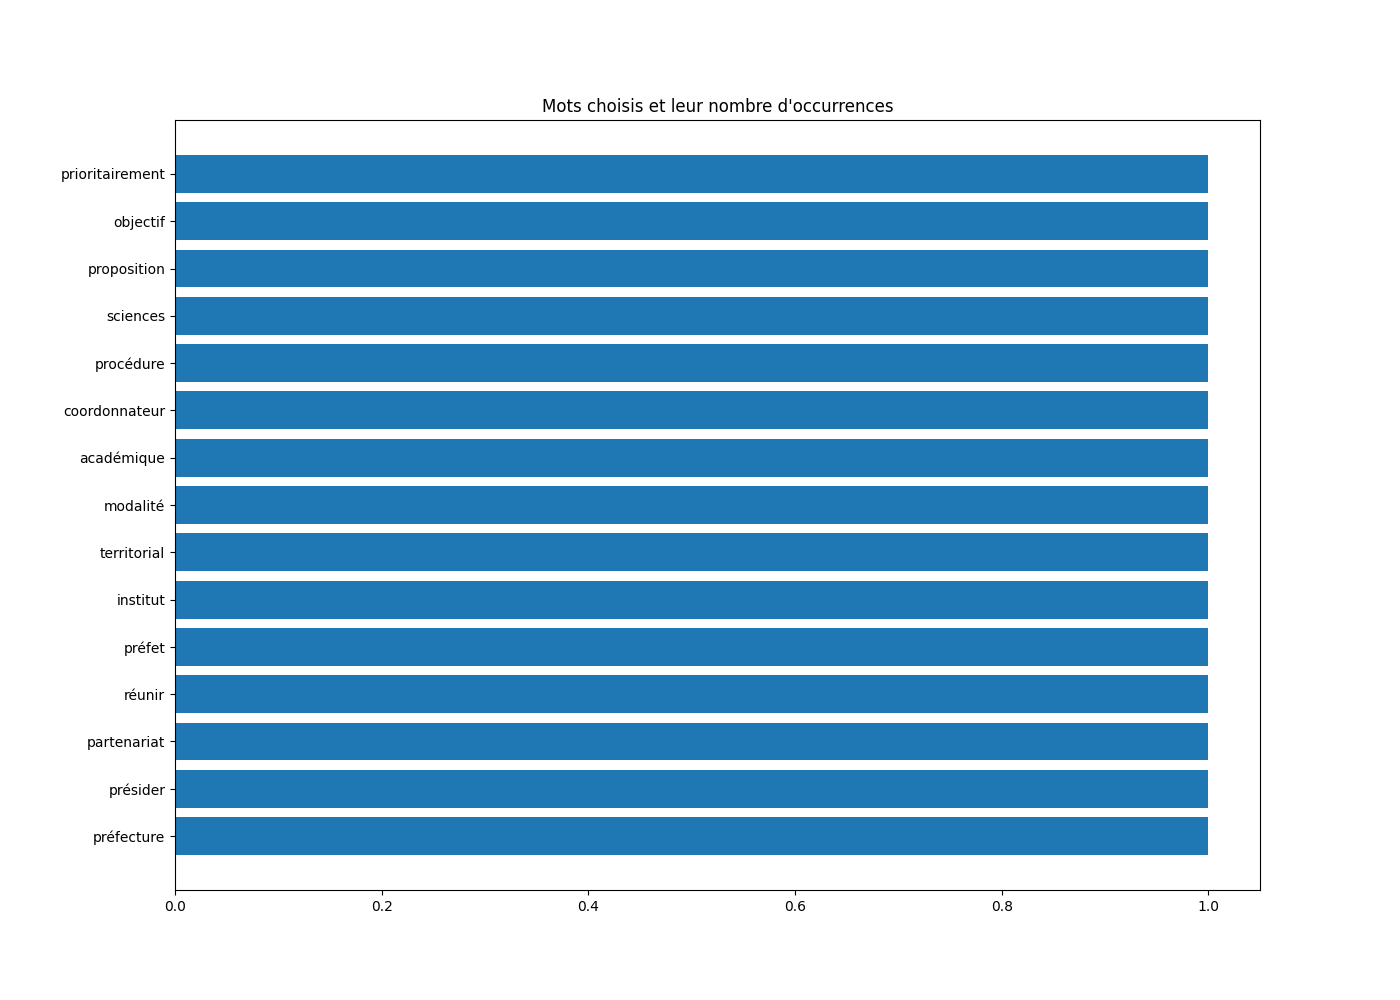 Mots choisis et leur nombre d'occurrences
prioritairement
objectif
proposition
sciences
procédure
coordonnateur
académique
modalité
territorial
institut
préfet
réunir
partenariat
présider
préfecture
0.0 0.2 0.4 0.6 0.8 1.0